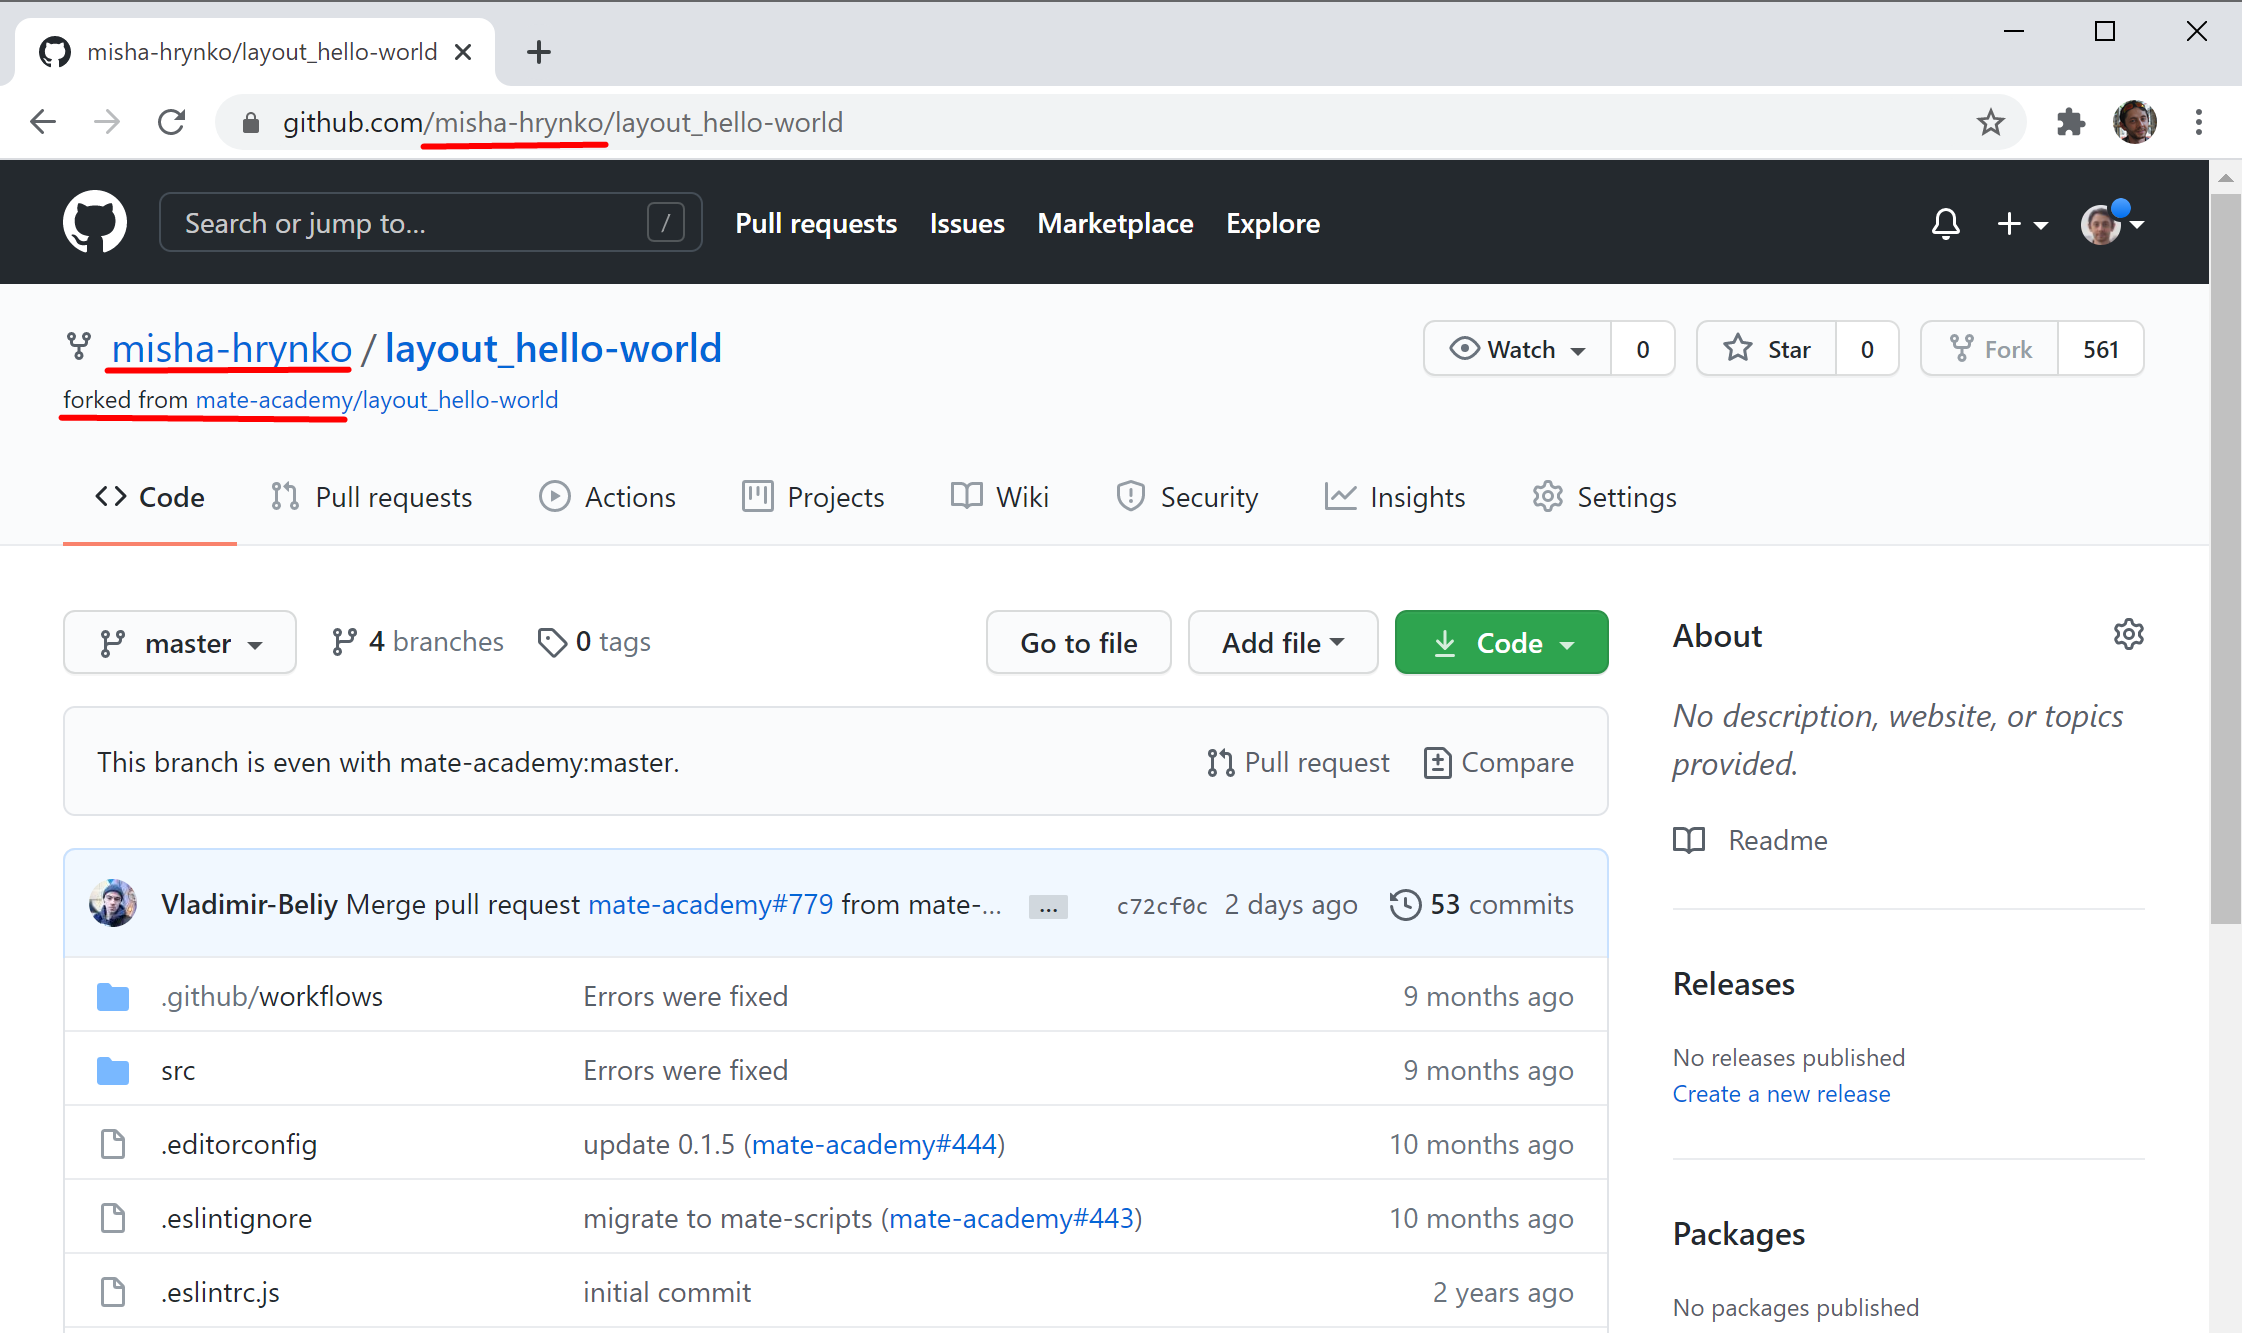 misha-hrynko/layout_hello-world
github.com/misha-hrynko/layout_hello-world
Search or jump to... /
Pull requests Issues Marketplace Explore
misha-hrynko / layout_hello-world
Watch 0 Star 0 Fork 561
forked from mate-academy/layout_hello-world
Code Pull requests Actions Projects Wiki Security Insights Settings
master 4 branches 0 tags Go to file Add file Code
This branch is even with mate-academy:master. Pull request Compare
Vladimir-Beliy Merge pull request mate-academy#779 from mate-... ... c72cf0c 2 days ago 53 commits
.github/workflows Errors were fixed 9 months ago
src Errors were fixed 9 months ago
.editorconfig update 0.1.5 (mate-academy#444) 10 months ago
.eslintignore migrate to mate-scripts (mate-academy#443) 10 months ago
.eslintrc.js initial commit 2 years ago
About
No description, website, or topics
provided.
Readme
Releases
No releases published
Create a new release
Packages
No packages published